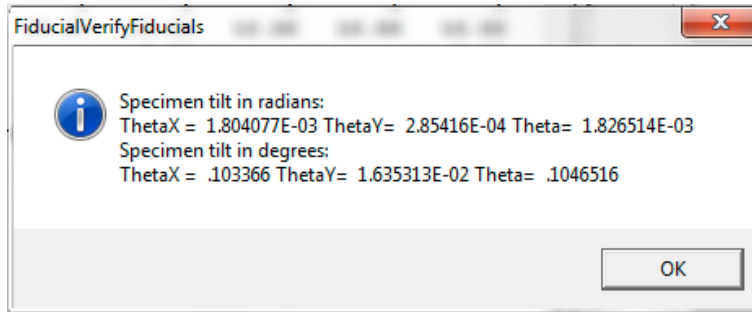 FiducialVerifyFiducials
Specimen tilt in radians:
ThetaX = 1.804077E-03 ThetaY= 2.85416E-04 Theta= 1.826514E-03
Specimen tilt in degrees:
ThetaX = .103366 ThetaY= 1.635313E-02 Theta= .1046516
OK